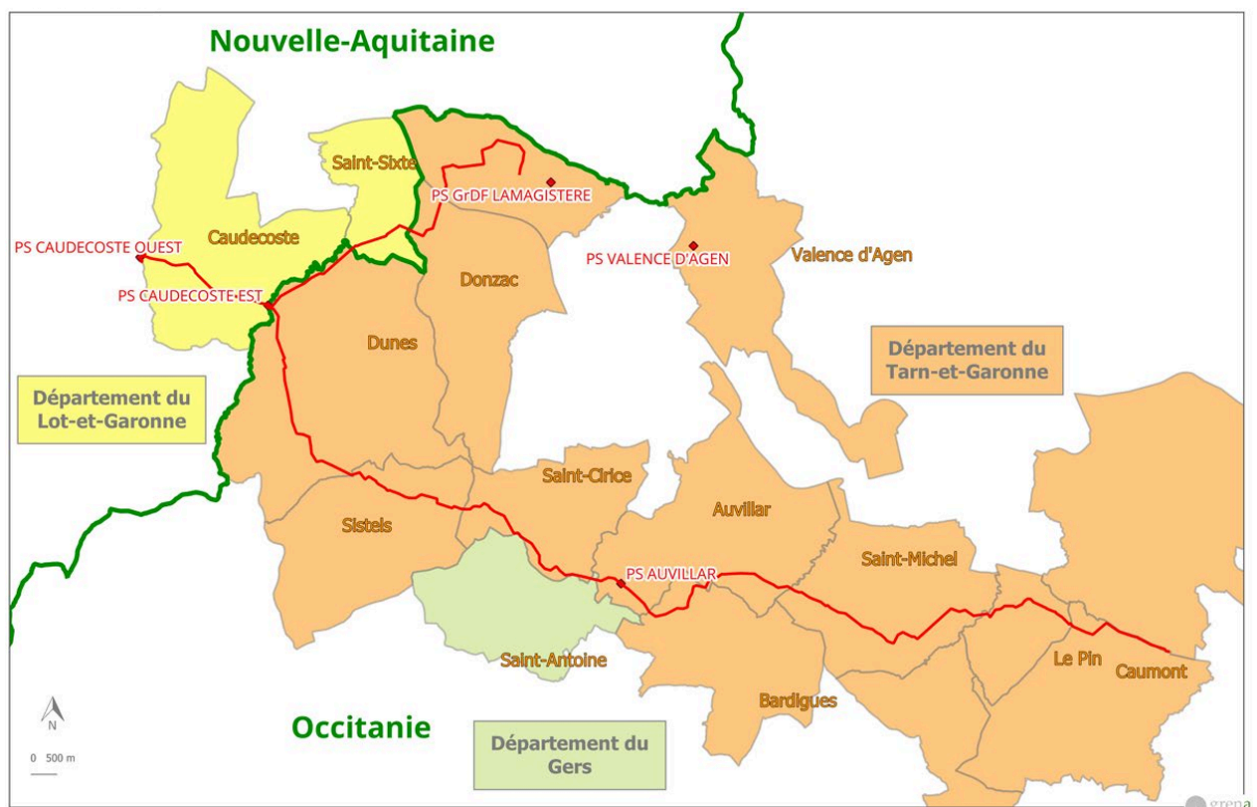 Nouvelle-Aquitaine
Saint-Sixte
PS GrDF LAMAGISTERE
Caudecoste
PS CAUDECOSTE OUEST
PS VALENCE D'AGEN
Valence d'Agen
Donzac
PS CAUDECOSTE EST
Dunes
Département du
Tarn-et-Garonne
Département du
Lot-et-Garonne
Saint-Cirice
Auvillar
Sistels
Saint-Michel
PS AUVILLAR
Saint-Antoine
Le Pin
Caumont
Bardigues
N
Occitanie
Département du
Gers
0 500 m